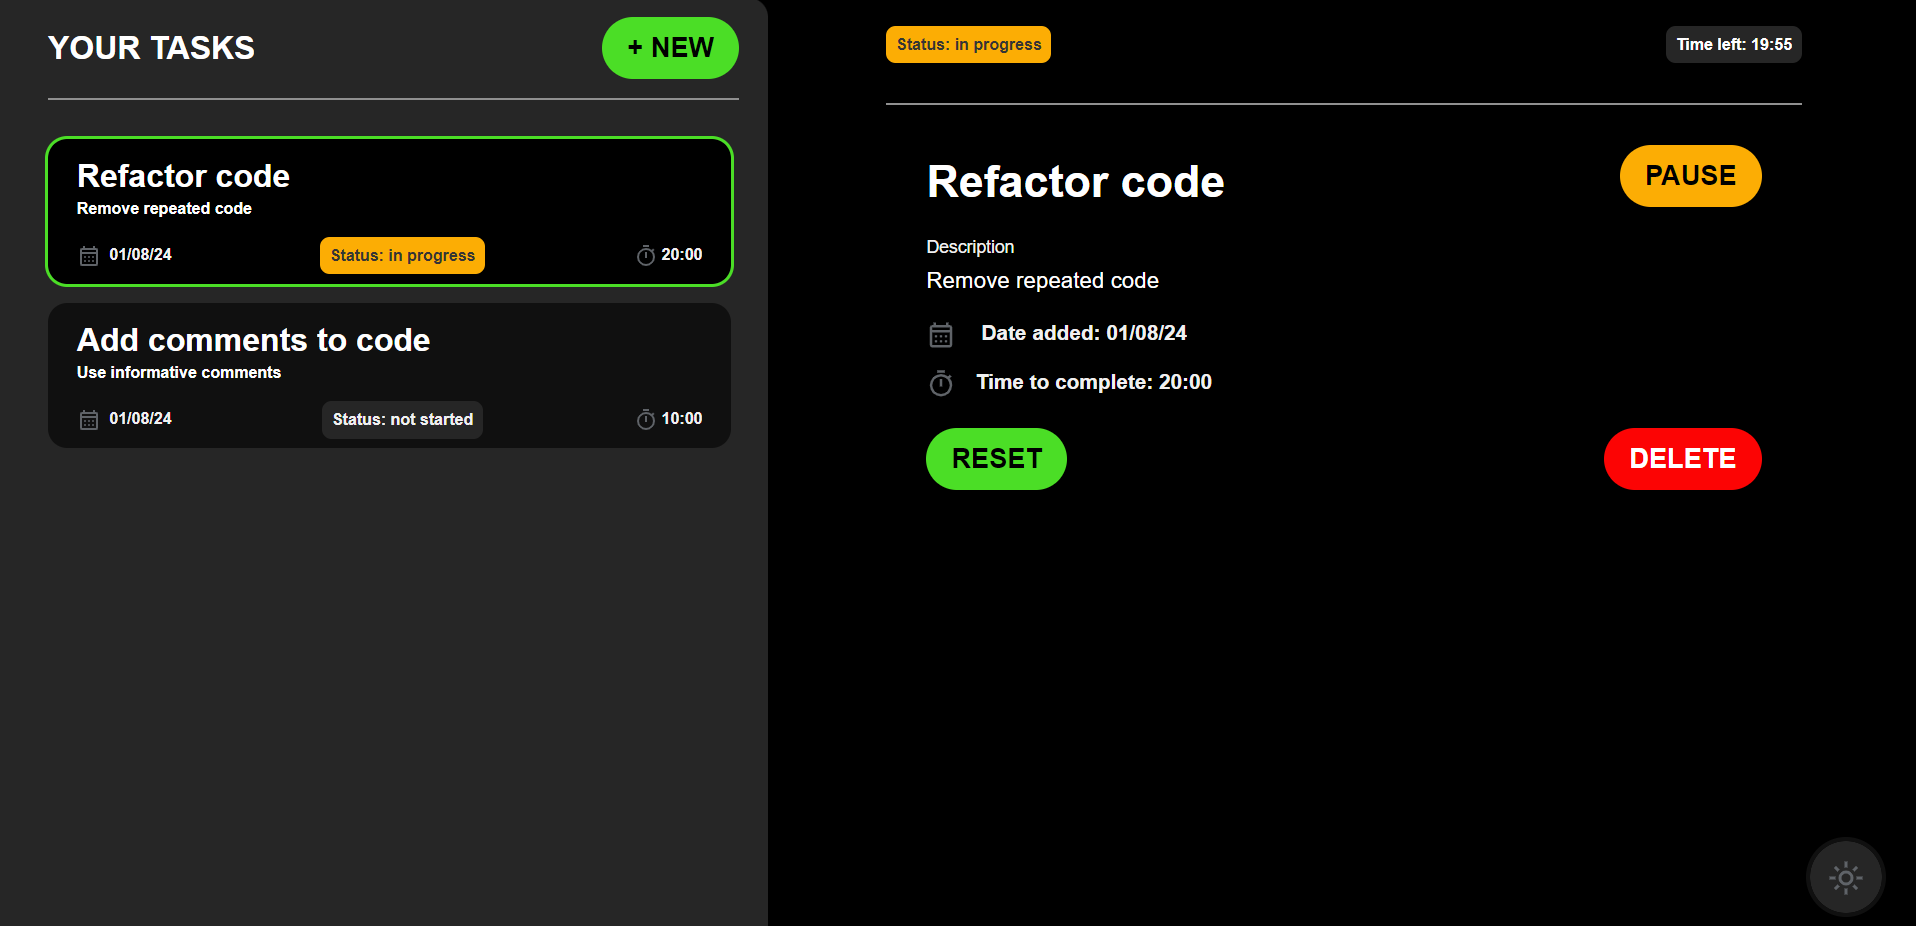 YOUR TASKS
+ NEW
Refactor code
Remove repeated code
01/08/24
Status: in progress
20:00
Add comments to code
Use informative comments
01/08/24
Status: not started
10:00
Status: in progress
Time left: 19:55
Refactor code
PAUSE
Description
Remove repeated code
Date added: 01/08/24
Time to complete: 20:00
RESET
DELETE